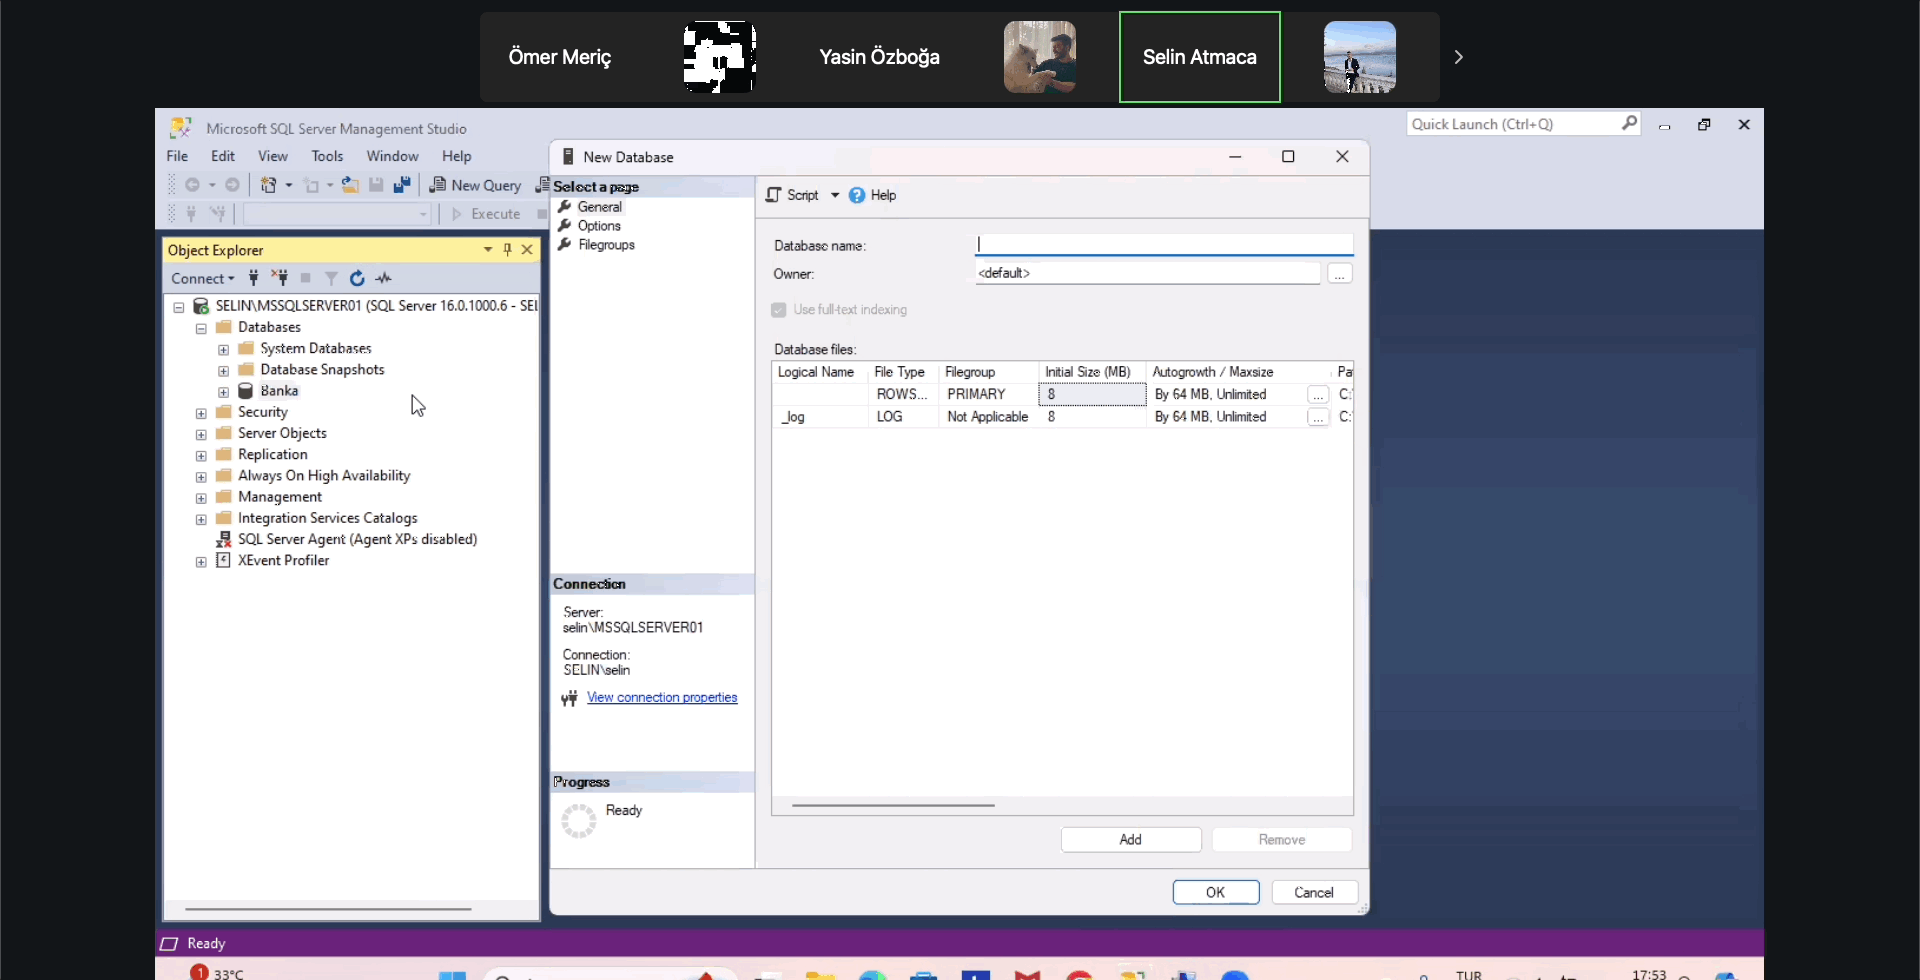 Ömer Meriç
Yasin Özboğa
Selin Atmaca
Microsoft SQL Server Management Studio
Quick Launch (Ctrl+Q)
File Edit View Tools Window Help
New Query
Execute
Object Explorer
Connect
SELIN\MSSQLSERVER01 (SQL Server 16.0.1000.6 - SEL
Databases
System Databases
Database Snapshots
Banka
Security
Server Objects
Replication
Always On High Availability
Management
Integration Services Catalogs
SQL Server Agent (Agent XPs disabled)
XEvent Profiler
New Database
Select a page
General
Options
Filegroups
Script Help
Database name:
Owner: <default> ...
Use full-text indexing
Database files:
Logical Name File Type Filegroup Initial Size (MB) Autogrowth / Maxsize Pa
ROWS... PRIMARY 8 By 64 MB, Unlimited ... C:
_log LOG Not Applicable 8 By 64 MB, Unlimited ... C:
Connection
Server:
selin\MSSQLSERVER01
Connection:
SELIN\selin
View connection properties
Progress
Ready
Add Remove
OK Cancel
Ready
1 33°C
TUR
17:53